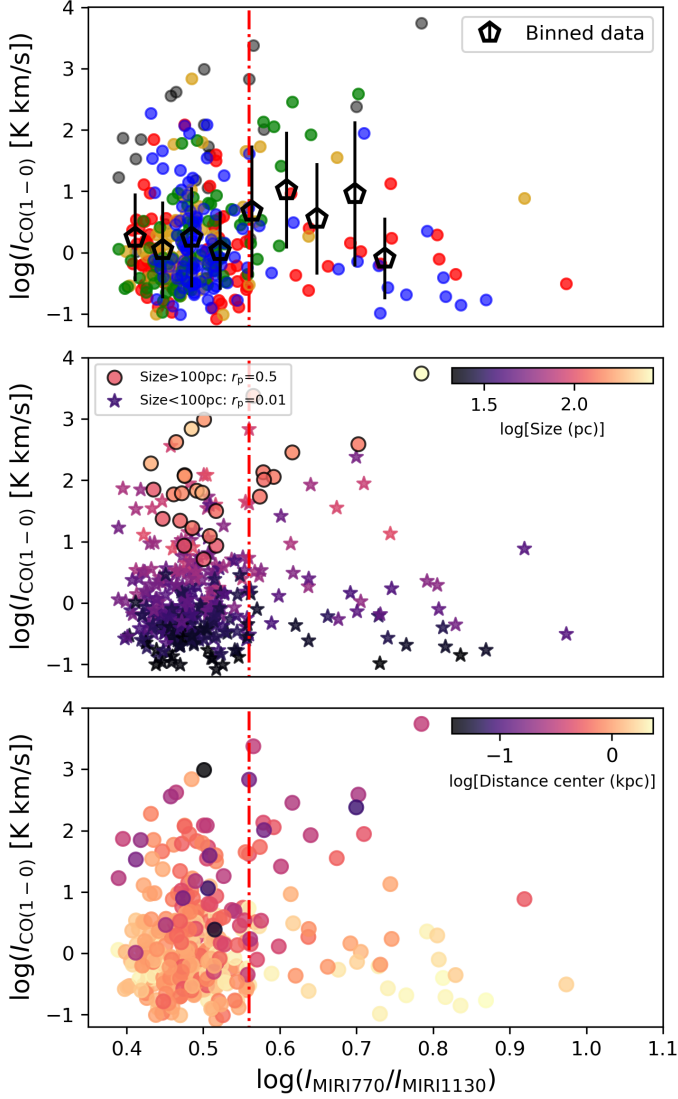 4
3
2
1
0
−1
log(I_CO(1−0)) [K km/s]
Binned data
4
3
2
1
0
−1
log(I_CO(1−0)) [K km/s]
Size>100pc: r_p=0.5
Size<100pc: r_p=0.01
1.5 2.0
log[Size (pc)]
4
3
2
1
0
−1
log(I_CO(1−0)) [K km/s]
−1 0
log[Distance center (kpc)]
0.4 0.5 0.6 0.7 0.8 0.9 1.0 1.1
log(I_MIRI770/I_MIRI1130)